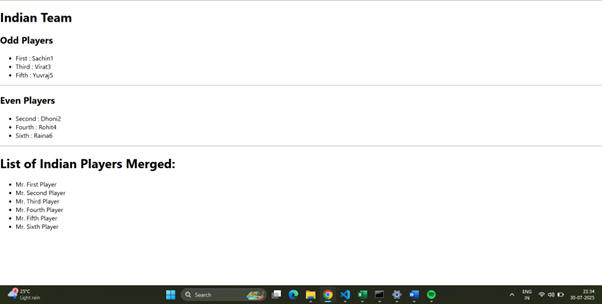 Indian Team
Odd Players
First : Sachin1
Third : Virat3
Fifth : Yuvraj5
Even Players
Second : Dhoni2
Fourth : Rohit4
Sixth : Raina6
List of Indian Players Merged:
Mr. First Player
Mr. Second Player
Mr. Third Player
Mr. Fourth Player
Mr. Fifth Player
Mr. Sixth Player
25°C
Light rain
Search
ENG
IN
21:34
30-07-2025